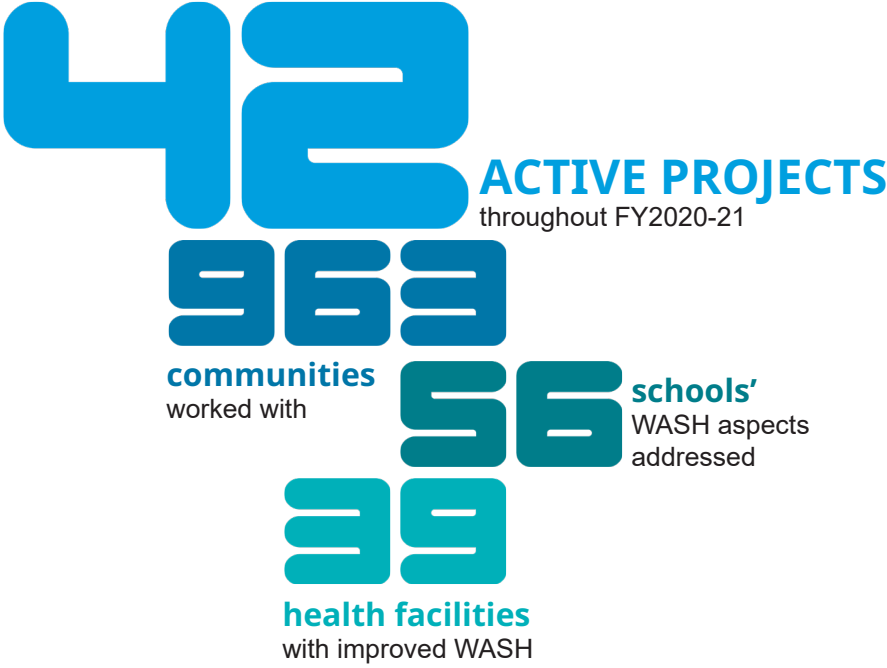 42
ACTIVE PROJECTS
throughout FY2020-21
963
communities
worked with
56
schools’
WASH aspects
addressed
39
health facilities
with improved WASH